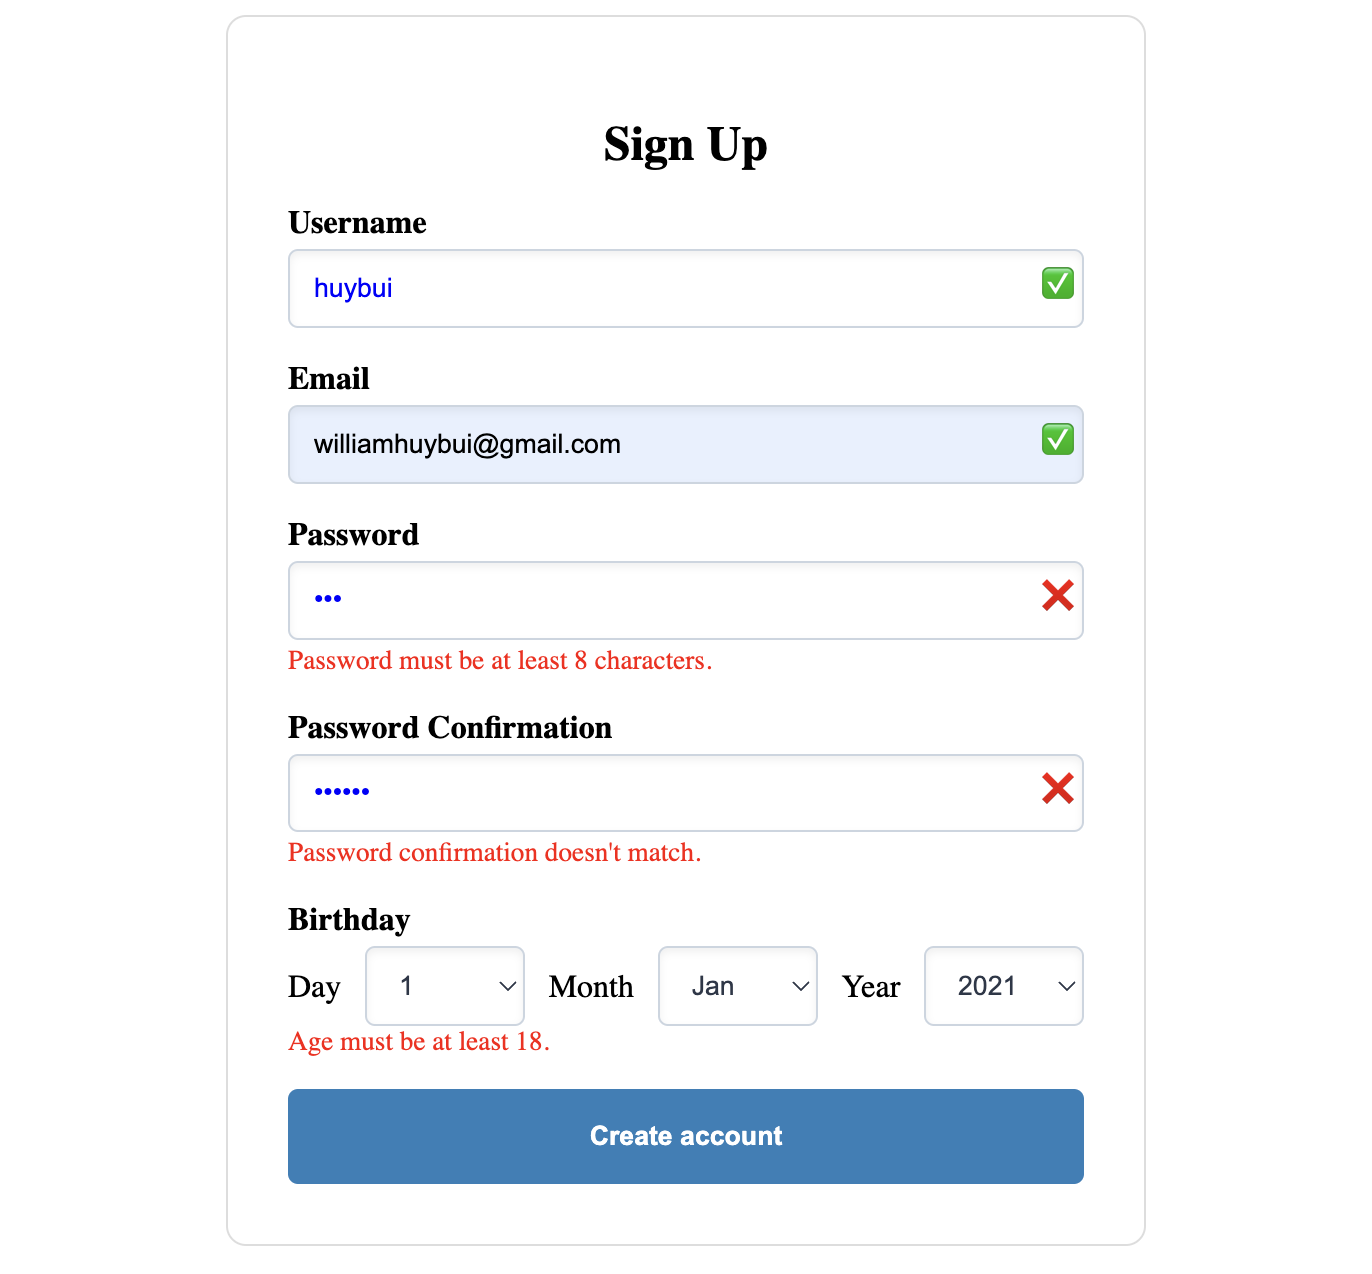 Sign Up
Username
huybui
Email
williamhuybui@gmail.com
Password
•••
Password must be at least 8 characters.
Password Confirmation
••••••
Password confirmation doesn't match.
Birthday
Day 1 Month Jan Year 2021
Age must be at least 18.
Create account